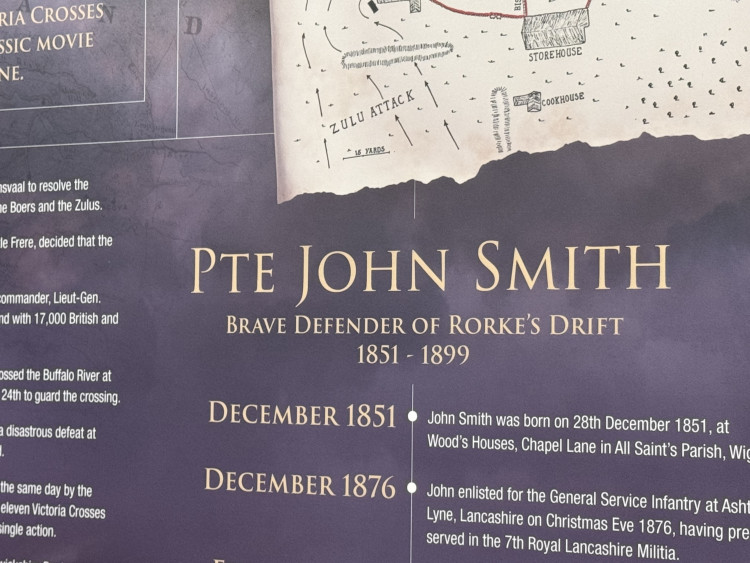 RIA CROSSES
SSIC MOVIE
NE.
D
STOREHOUSE
COOKHOUSE
ZULU ATTACK
15 YARDS
nsvaal to resolve the
e Boers and the Zulus.
le Frere, decided that the
ommander, Lieut-Gen.
nd with 17,000 British and
ossed the Buffalo River at
24th to guard the crossing.
a disastrous defeat at
the same day by the
eleven Victoria Crosses
single action.
PTE JOHN SMITH
BRAVE DEFENDER OF RORKE'S DRIFT
1851 - 1899
DECEMBER 1851
John Smith was born on 28th December 1851, at
Wood's Houses, Chapel Lane in All Saint's Parish, Wig
DECEMBER 1876
John enlisted for the General Service Infantry at Asht
Lyne, Lancashire on Christmas Eve 1876, having pre
served in the 7th Royal Lancashire Militia.